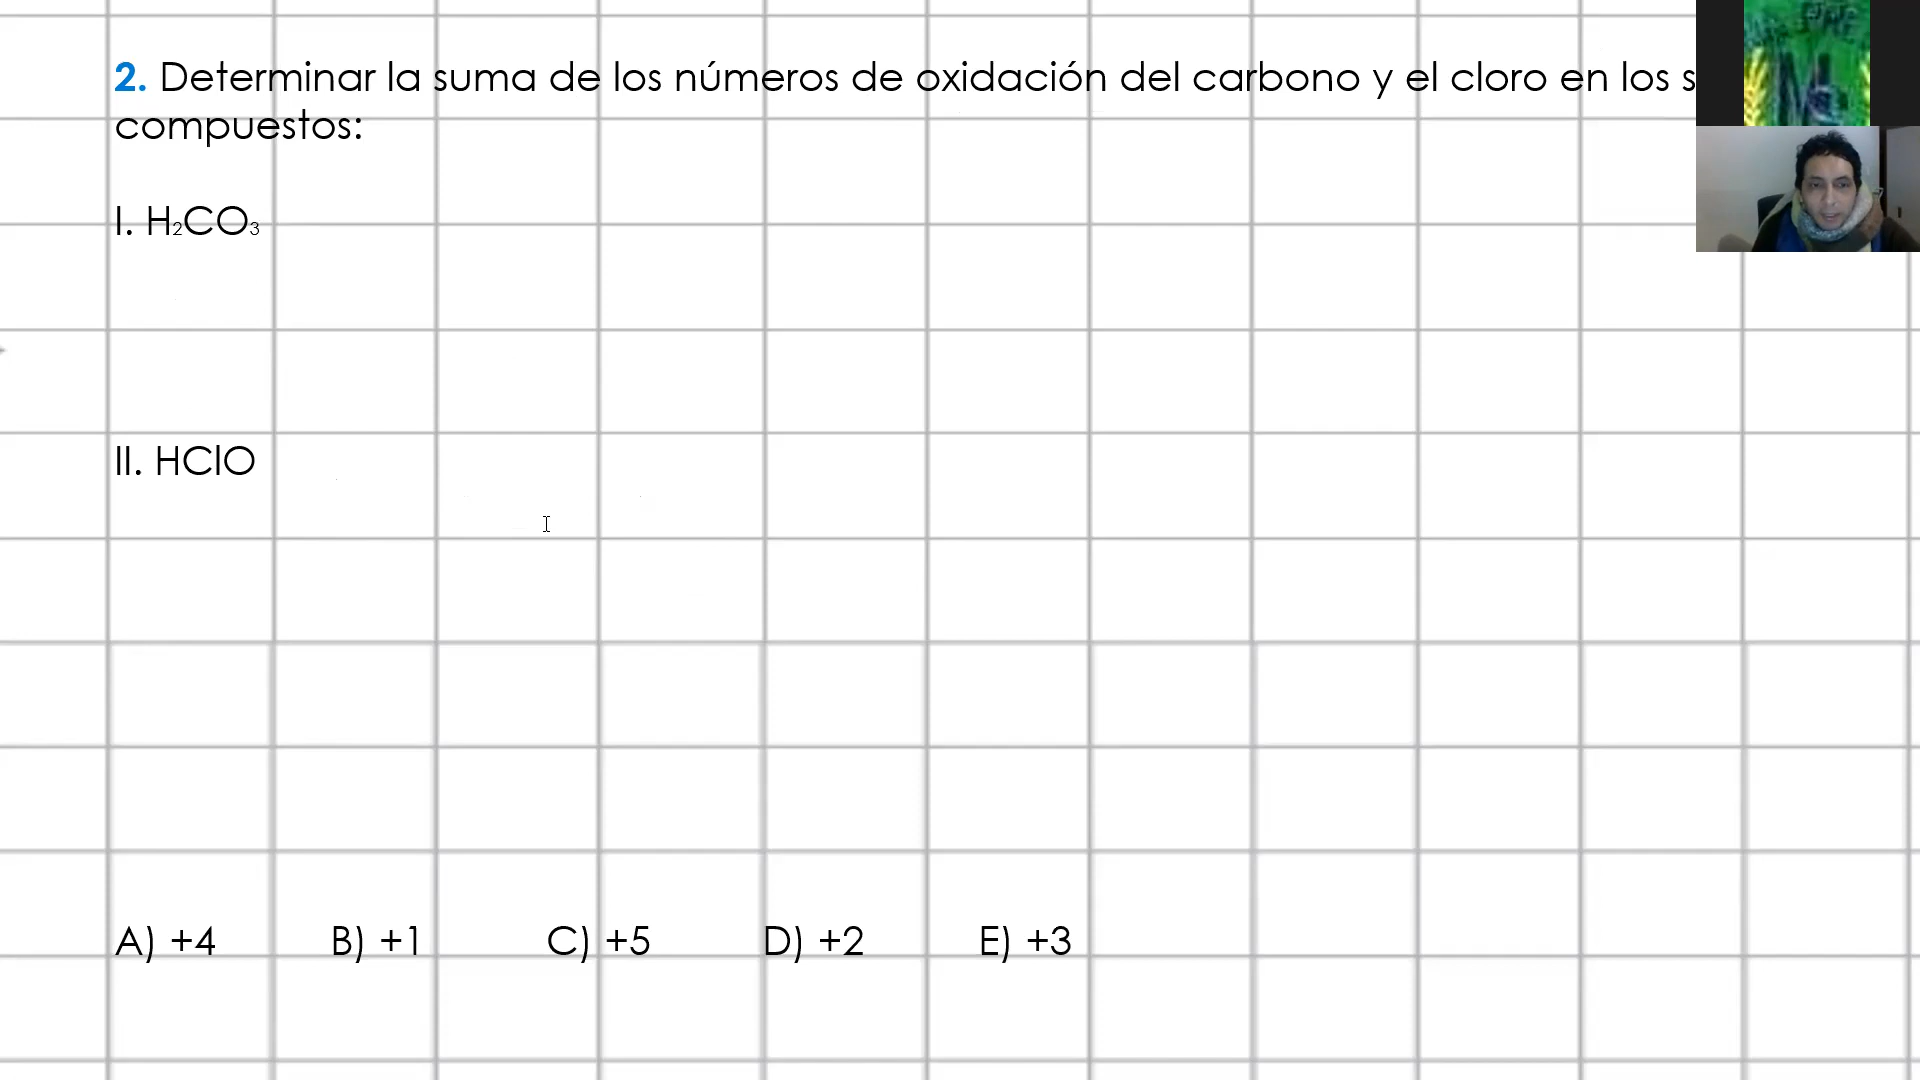 2. Determinar la suma de los números de oxidación del carbono y el cloro en los
compuestos:
I. H₂CO₃
II. HClO
A) +4 B) +1 C) +5 D) +2 E) +3